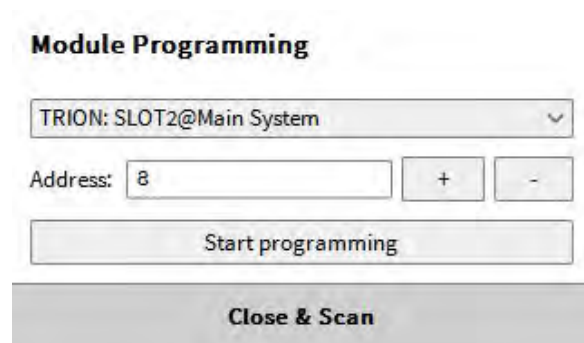 Module Programming
TRION: SLOT2@Main System
Address: 8 + -
Start programming
Close & Scan